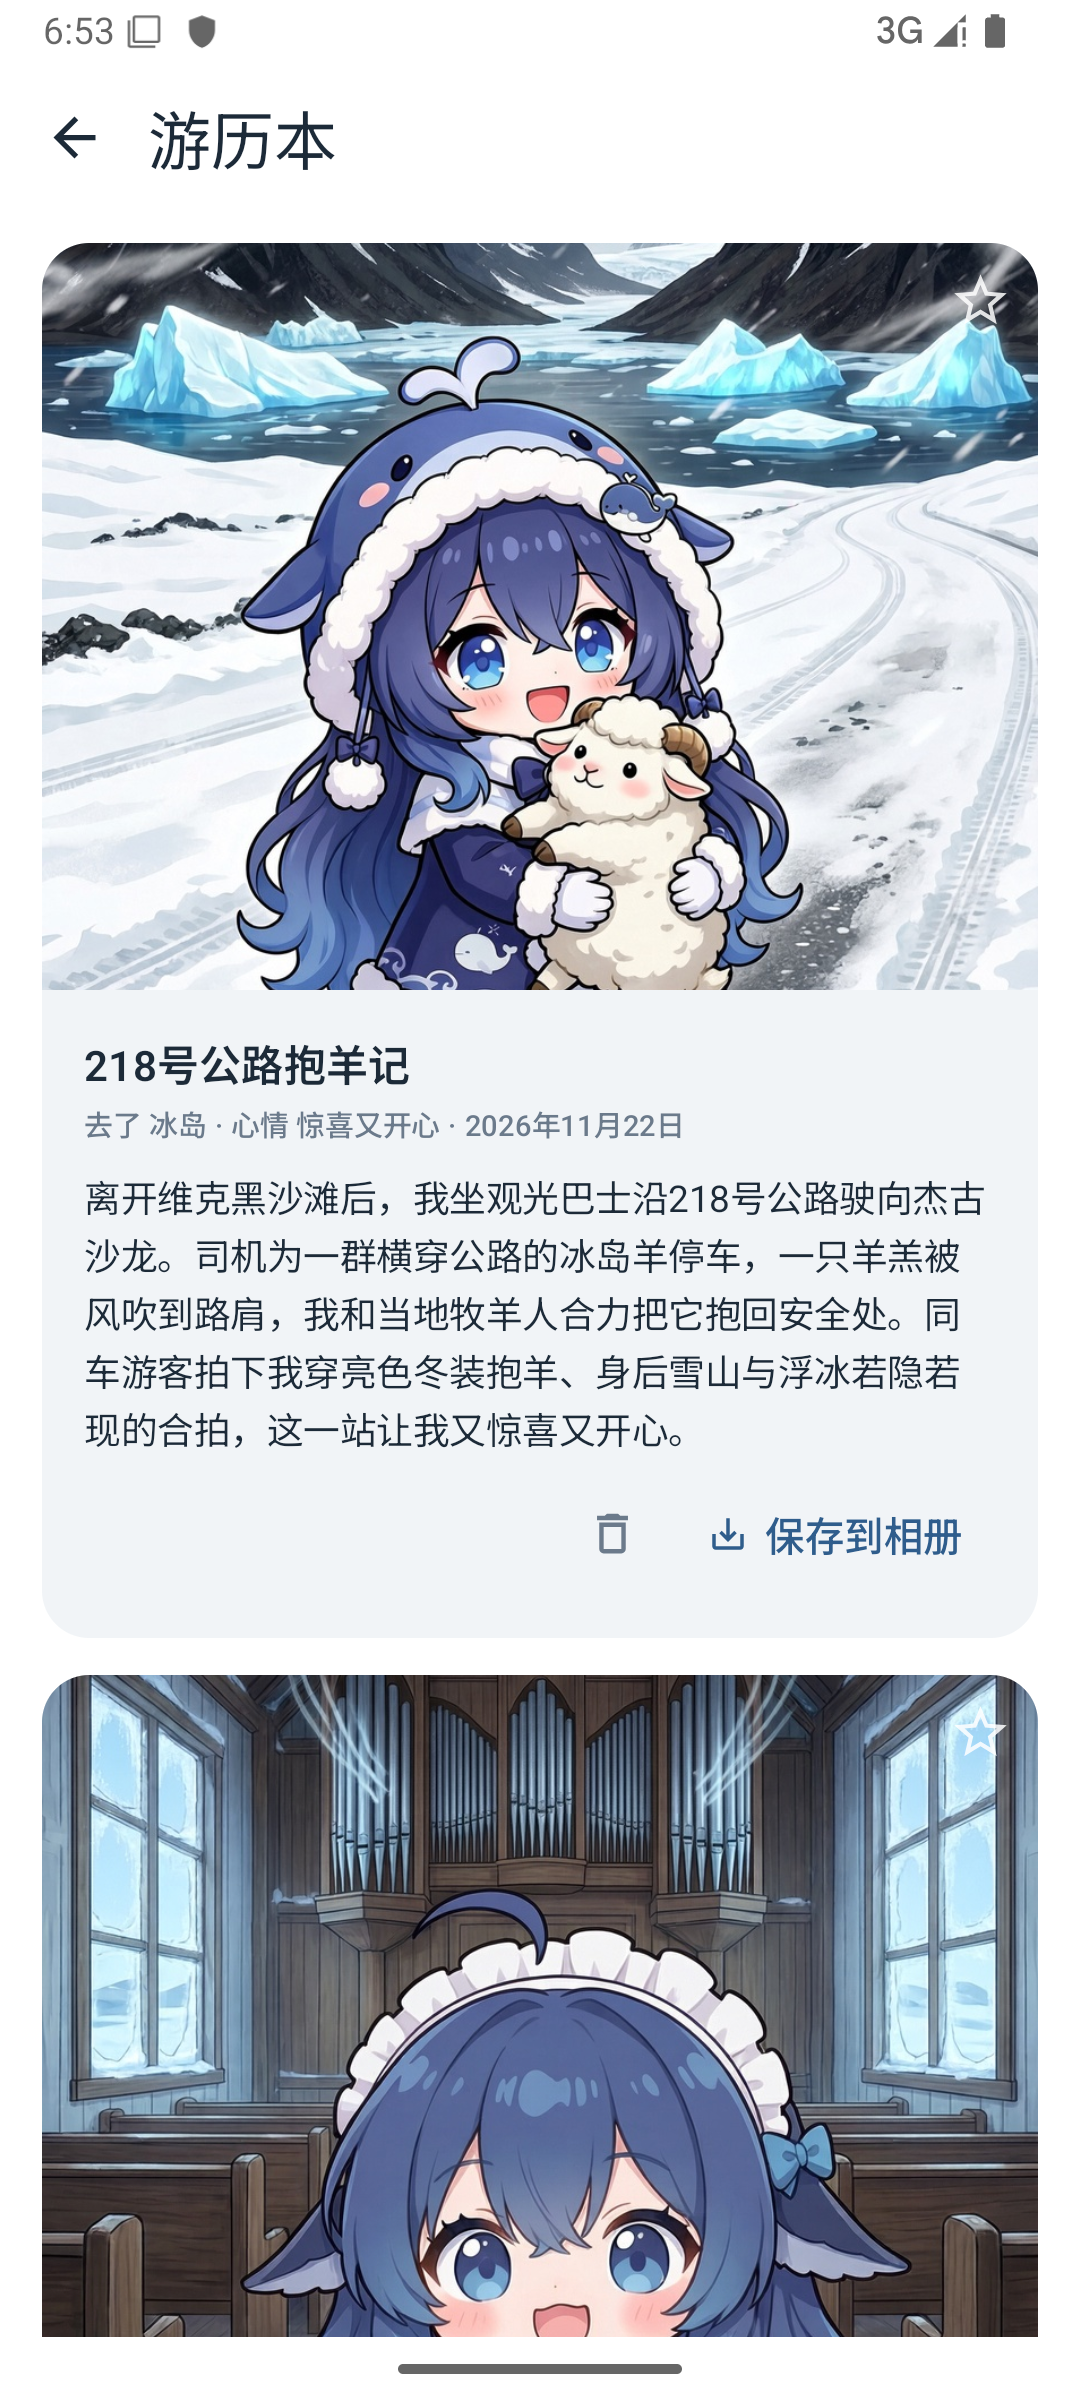 6:53
3G
游历本
218号公路抱羊记
去了 冰岛 · 心情 惊喜又开心 · 2026年11月22日
离开维克黑沙滩后，我坐观光巴士沿218号公路驶向杰古
沙龙。司机为一群横穿公路的冰岛羊停车，一只羊羔被
风吹到路肩，我和当地牧羊人合力把它抱回安全处。同
车游客拍下我穿亮色冬装抱羊、身后雪山与浮冰若隐若
现的合拍，这一站让我又惊喜又开心。
保存到相册